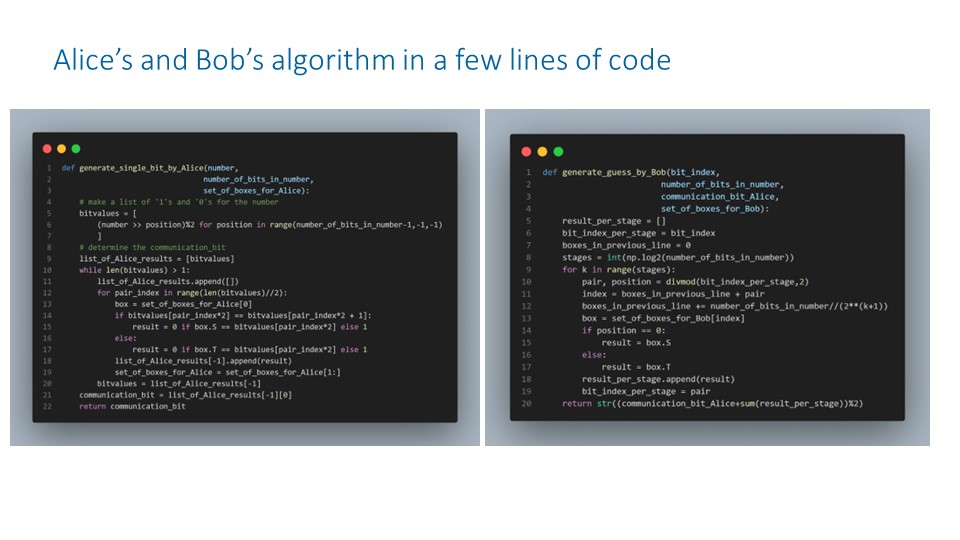 Alice's and Bob's algorithm in a few lines of code
1 def generate_single_bit_by_Alice(number,
2 number_of_bits_in_number,
3 set_of_boxes_for_Alice):
4 # make a list of '1's and '0's for the number
5 bitvalues = [
6 (number >> position)%2 for position in range(number_of_bits_in_number-1,-1,-1)
7 ]
8 # determine the communication_bit
9 list_of_Alice_results = [bitvalues]
10 while len(bitvalues) > 1:
11 list_of_Alice_results.append([])
12 for pair_index in range(len(bitvalues)//2):
13 box = set_of_boxes_for_Alice[0]
14 if bitvalues[pair_index*2] == bitvalues[pair_index*2 + 1]:
15 result = 0 if box.S == bitvalues[pair_index*2] else 1
16 else:
17 result = 0 if box.T == bitvalues[pair_index*2] else 1
18 list_of_Alice_results[-1].append(result)
19 set_of_boxes_for_Alice = set_of_boxes_for_Alice[1:]
20 bitvalues = list_of_Alice_results[-1]
21 communication_bit = list_of_Alice_results[-1][0]
22 return communication_bit
1 def generate_guess_by_Bob(bit_index,
2 number_of_bits_in_number,
3 communication_bit_Alice,
4 set_of_boxes_for_Bob):
5 result_per_stage = []
6 bit_index_per_stage = bit_index
7 boxes_in_previous_line = 0
8 stages = int(np.log2(number_of_bits_in_number))
9 for k in range(stages):
10 pair, position = divmod(bit_index_per_stage,2)
11 index = boxes_in_previous_line + pair
12 boxes_in_previous_line += number_of_bits_in_number//(2**(k+1))
13 box = set_of_boxes_for_Bob[index]
14 if position == 0:
15 result = box.S
16 else:
17 result = box.T
18 result_per_stage.append(result)
19 bit_index_per_stage = pair
20 return str((communication_bit_Alice+sum(result_per_stage))%2)